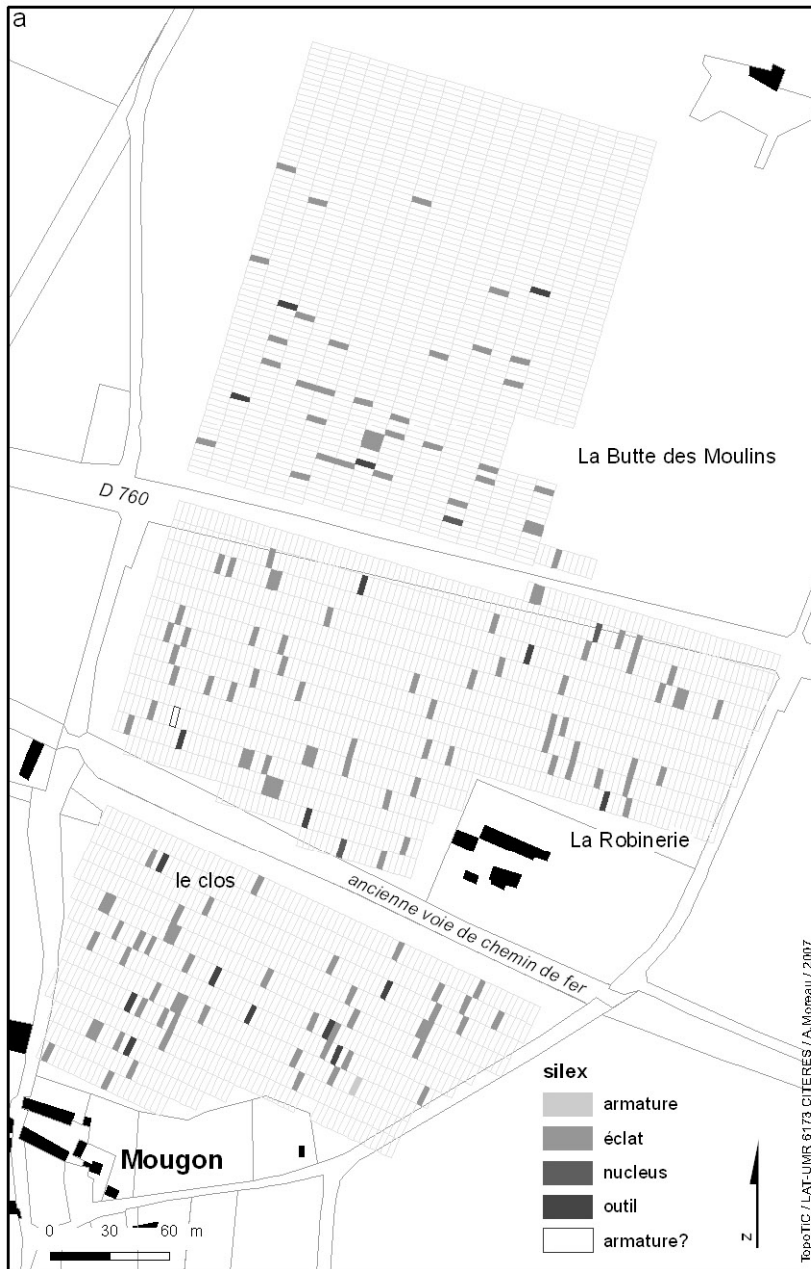 a
La Butte des Moulins
D 760
La Robinerie
le clos
ancienne voie de chemin de fer
Mougon
silex
armature
éclat
nucleus
outil
armature?
0 30 60 m
N
TopoTiC / LAT-UMR 6173 CITERES / A.Moreau / 2007